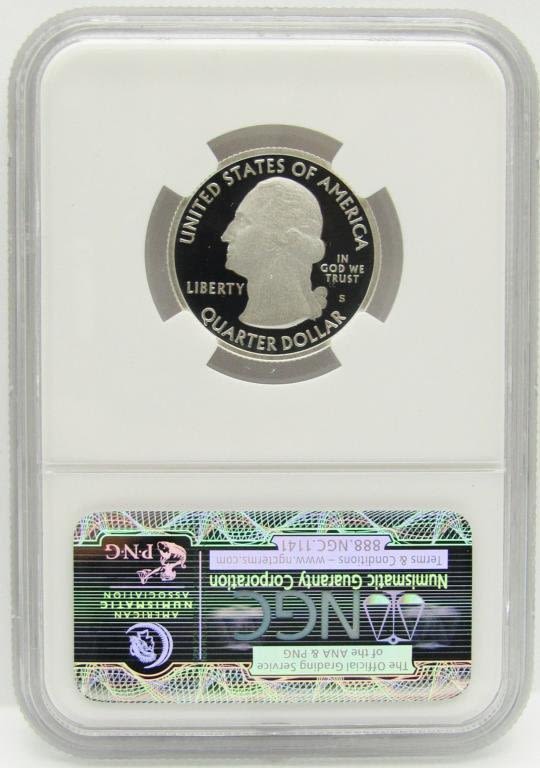 UNITED STATES OF AMERICA
LIBERTY
IN
GOD WE
TRUST
S
QUARTER DOLLAR
The Official Grading Service
of the ANA & PNG
NGC
Numismatic Guaranty Corporation
Terms & Conditions – www.ngcterms.com
888.NGC.1141
AMERICAN
NUMISMATIC
ASSOCIATION
P·N·G